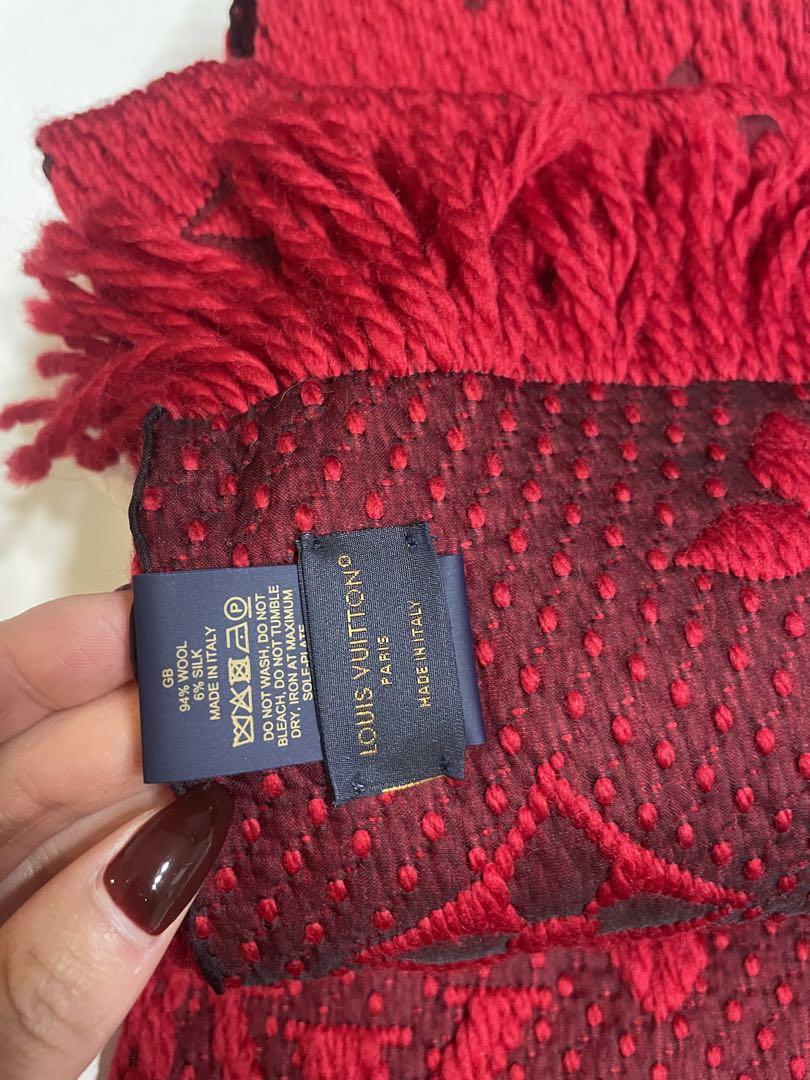 GB
94% WOOL
6% SILK
MADE IN ITALY
P
DO NOT WASH, DO NOT
BLEACH, DO NOT TUMBLE
DRY , IRON AT MAXIMUM
SOLE-PLATE
LOUIS VUITTON
PARIS
MADE IN ITALY